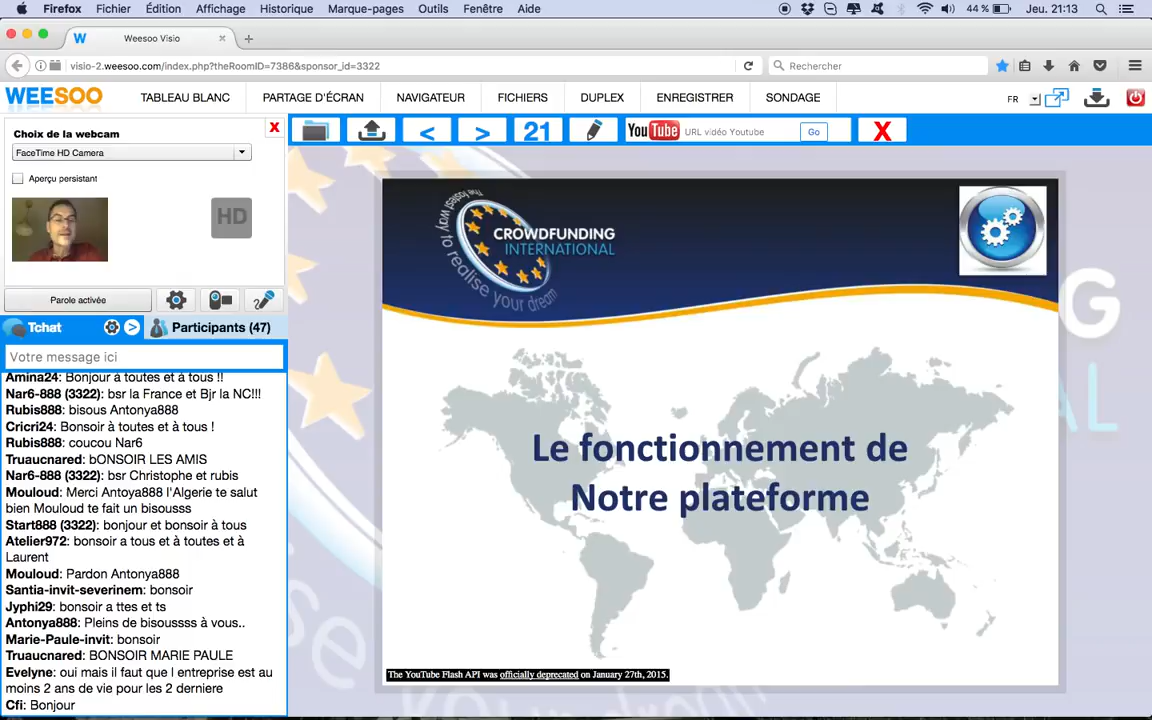 Firefox Fichier Édition Affichage Historique Marque-pages Outils Fenêtre Aide 44 % Jeu. 21:13
W Weesoo Visio × +
visio-2.weesoo.com/index.php?theRoomID=7386&sponsor_id=3322 Rechercher
WEESOO TABLEAU BLANC PARTAGE D'ÉCRAN NAVIGATEUR FICHIERS DUPLEX ENREGISTRER SONDAGE FR
Choix de la webcam X
FaceTime HD Camera
Aperçu persistant
HD
Parole activée
< > 21 YouTube URL vidéo Youtube Go X
Tchat > Participants (47)
Votre message ici
Amina24: Bonjour à toutes et à tous !!
Nar6-888 (3322): bsr la France et Bjr la NC!!!
Rubis888: bisous Antonya888
Cricri24: Bonsoir à toutes et à tous !
Rubis888: coucou Nar6
Truaucnared: bONSOIR LES AMIS
Nar6-888 (3322): bsr Christophe et rubis
Mouloud: Merci Antoya888 l'Algerie te salut
bien Mouloud te fait un bisousss
Start888 (3322): bonjour et bonsoir à tous
Atelier972: bonsoir a tous et à toutes et à
Laurent
Mouloud: Pardon Antonya888
Santia-invit-severinem: bonsoir
Jyphi29: bonsoir a ttes et ts
Antonya888: Pleins de bisoussss à vous..
Marie-Paule-invit: bonsoir
Truaucnared: BONSOIR MARIE PAULE
Evelyne: oui mais il faut que l entreprise est au
moins 2 ans de vie pour les 2 derniere
Cfi: Bonjour
The fastest way to realise your dream
CROWDFUNDING
INTERNATIONAL
Le fonctionnement de
Notre plateforme
The YouTube Flash API was officially deprecated on January 27th, 2015.